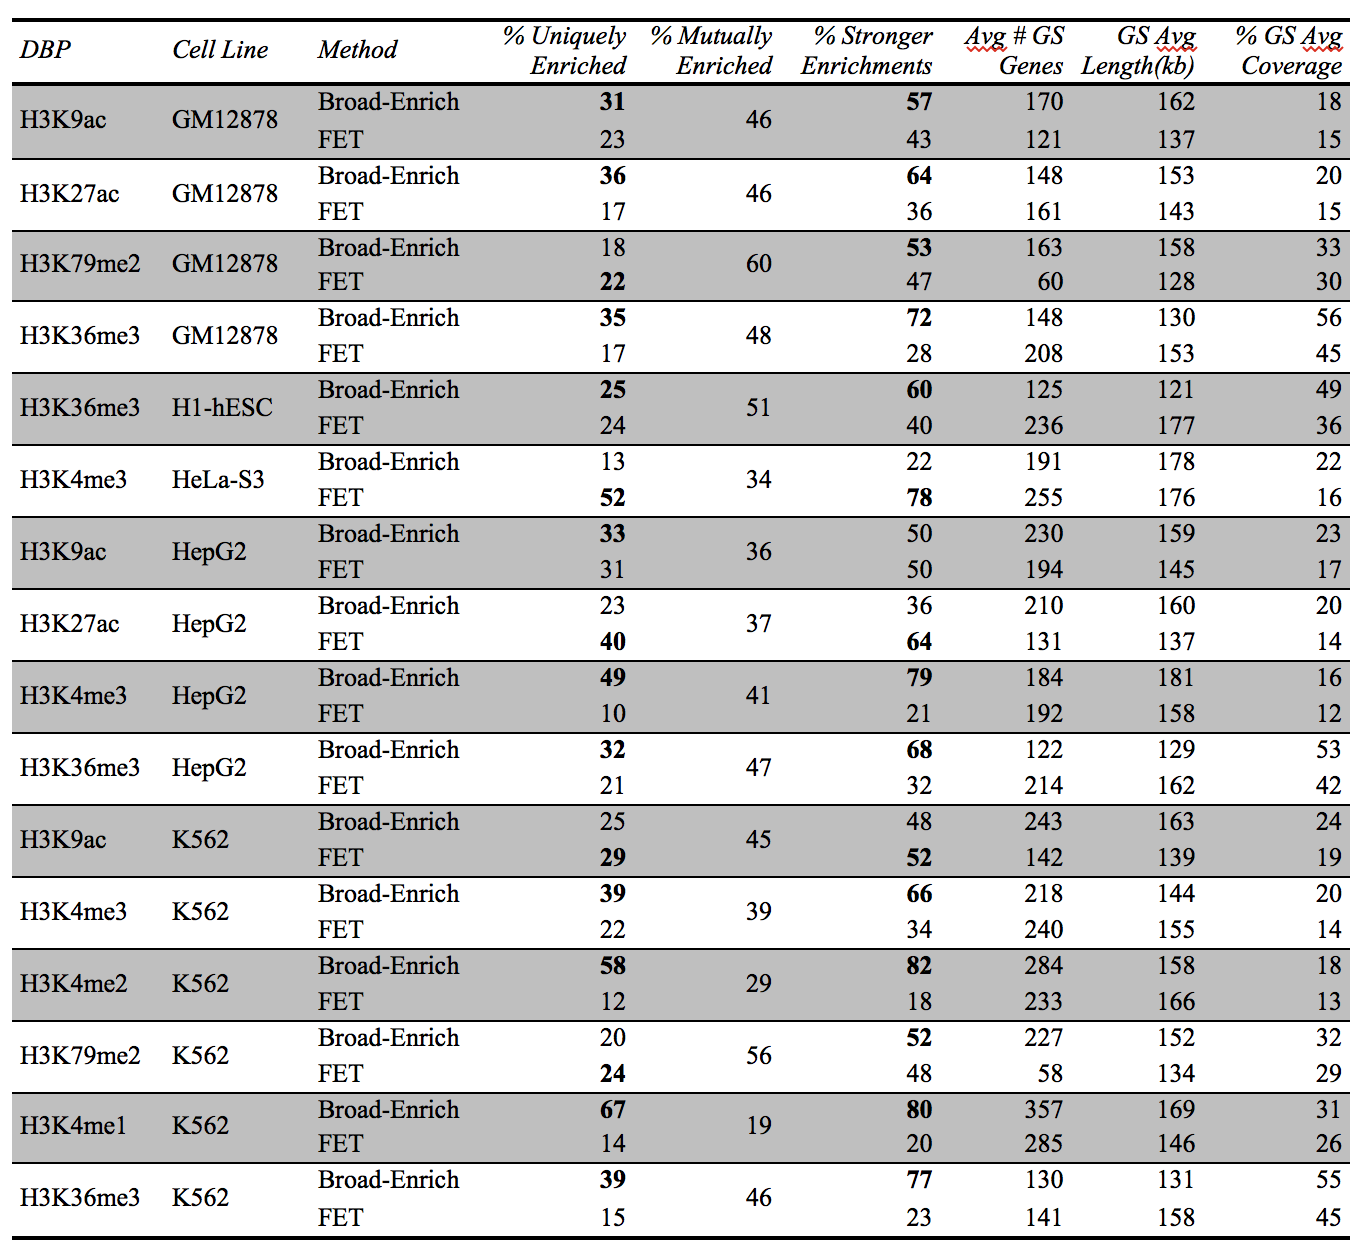 DBP Cell Line Method % Uniquely Enriched % Mutually Enriched % Stronger Enrichments Avg # GS Genes GS Avg Length(kb) % GS Avg Coverage
H3K9ac GM12878 Broad-Enrich 31 46 57 170 162 18
FET 23 43 121 137 15
H3K27ac GM12878 Broad-Enrich 36 46 64 148 153 20
FET 17 36 161 143 15
H3K79me2 GM12878 Broad-Enrich 18 60 53 163 158 33
FET 22 47 60 128 30
H3K36me3 GM12878 Broad-Enrich 35 48 72 148 130 56
FET 17 28 208 153 45
H3K36me3 H1-hESC Broad-Enrich 25 51 60 125 121 49
FET 24 40 236 177 36
H3K4me3 HeLa-S3 Broad-Enrich 13 34 22 191 178 22
FET 52 78 255 176 16
H3K9ac HepG2 Broad-Enrich 33 36 50 230 159 23
FET 31 50 194 145 17
H3K27ac HepG2 Broad-Enrich 23 37 36 210 160 20
FET 40 64 131 137 14
H3K4me3 HepG2 Broad-Enrich 49 41 79 184 181 16
FET 10 21 192 158 12
H3K36me3 HepG2 Broad-Enrich 32 47 68 122 129 53
FET 21 32 214 162 42
H3K9ac K562 Broad-Enrich 25 45 48 243 163 24
FET 29 52 142 139 19
H3K4me3 K562 Broad-Enrich 39 39 66 218 144 20
FET 22 34 240 155 14
H3K4me2 K562 Broad-Enrich 58 29 82 284 158 18
FET 12 18 233 166 13
H3K79me2 K562 Broad-Enrich 20 56 52 227 152 32
FET 24 48 58 134 29
H3K4me1 K562 Broad-Enrich 67 19 80 357 169 31
FET 14 20 285 146 26
H3K36me3 K562 Broad-Enrich 39 46 77 130 131 55
FET 15 23 141 158 45